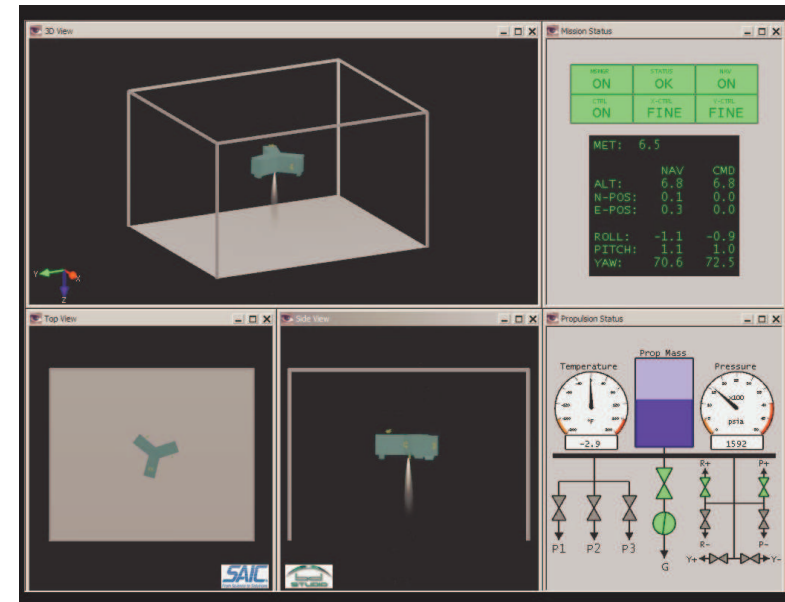 3D View
Mission Status
STATUS
NAV
ON
OK
ON
ON
FINE
FINE
MET: 6.5
NAV CMD
ALT: 6.8 6.8
N-POS: 0.1 0.0
E-POS: 0.3 0.0
ROLL: -1.1 -0.9
PITCH: 1.1 1.0
YAW: 70.6 72.5
Y
X
Z
Top View
Side View
Propulsion Status
Prop Mass
Temperature
Pressure
x100
°F
psia
-2.9
1592
R+
P+
P1
P2
P3
G
R-
P-
Y+
Y-
SAIC
STUDIO